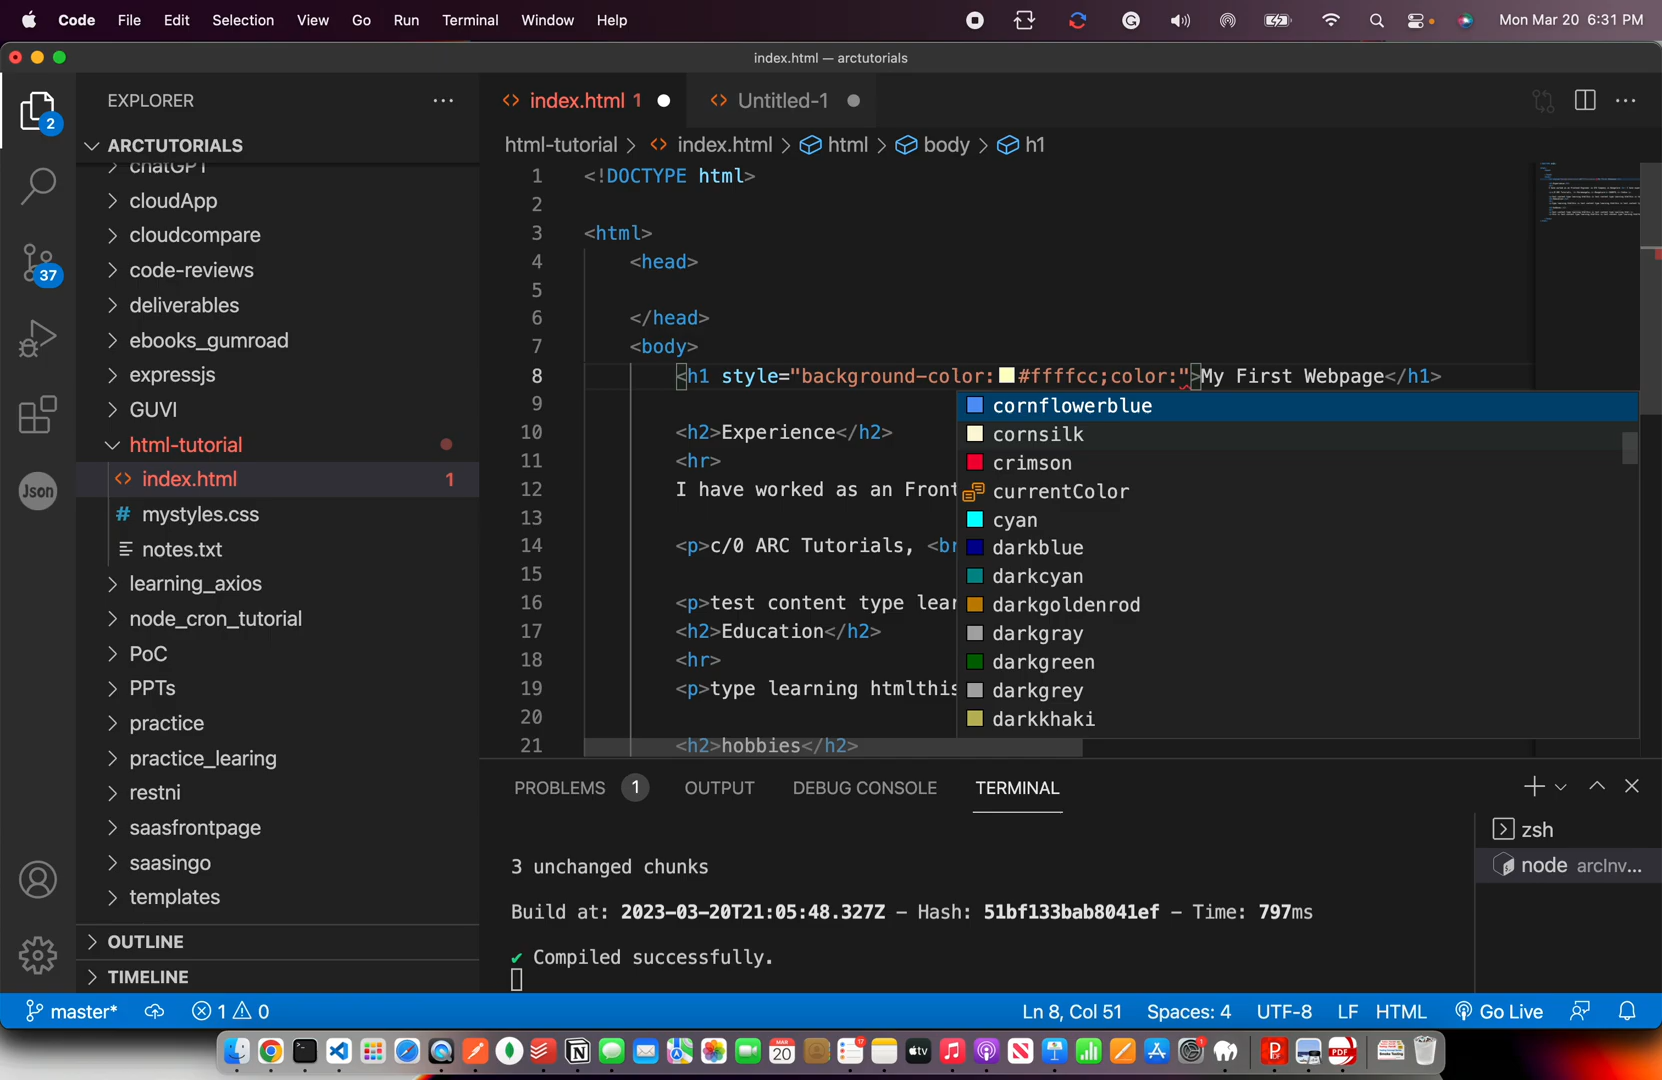 Code File Edit Selection View Go Run Terminal Window Help Mon Mar 20 6:31 PM
index.html — arctutorials
EXPLORER
ARCTUTORIALS
chatGPT
cloudApp
cloudcompare
code-reviews
deliverables
ebooks_gumroad
expressjs
GUVI
html-tutorial
index.html 1
mystyles.css
notes.txt
learning_axios
node_cron_tutorial
PoC
PPTs
practice
practice_learing
restni
saasfrontpage
saasingo
templates
OUTLINE
TIMELINE
2
37
Json
index.html 1 Untitled-1
html-tutorial > index.html > html > body > h1
1 <!DOCTYPE html>
2
3 <html>
4 <head>
5
6 </head>
7 <body>
8 <h1 style="background-color:#ffffcc;color:">My First Webpage</h1>
9
10 <h2>Experience</h2>
11 <hr>
12 I have worked as an Front
13
14 <p>c/0 ARC Tutorials, <br
15
16 <p>test content type lear
17 <h2>Education</h2>
18 <hr>
19 <p>type learning htmlthis
20
21 <h2>hobbies</h2>
cornflowerblue
cornsilk
crimson
currentColor
cyan
darkblue
darkcyan
darkgoldenrod
darkgray
darkgreen
darkgrey
darkkhaki
PROBLEMS 1 OUTPUT DEBUG CONSOLE TERMINAL
3 unchanged chunks
Build at: 2023-03-20T21:05:48.327Z - Hash: 51bf133bab8041ef - Time: 797ms
✔ Compiled successfully.
zsh
node arcInv...
master* 1 0 Ln 8, Col 51 Spaces: 4 UTF-8 LF HTML Go Live